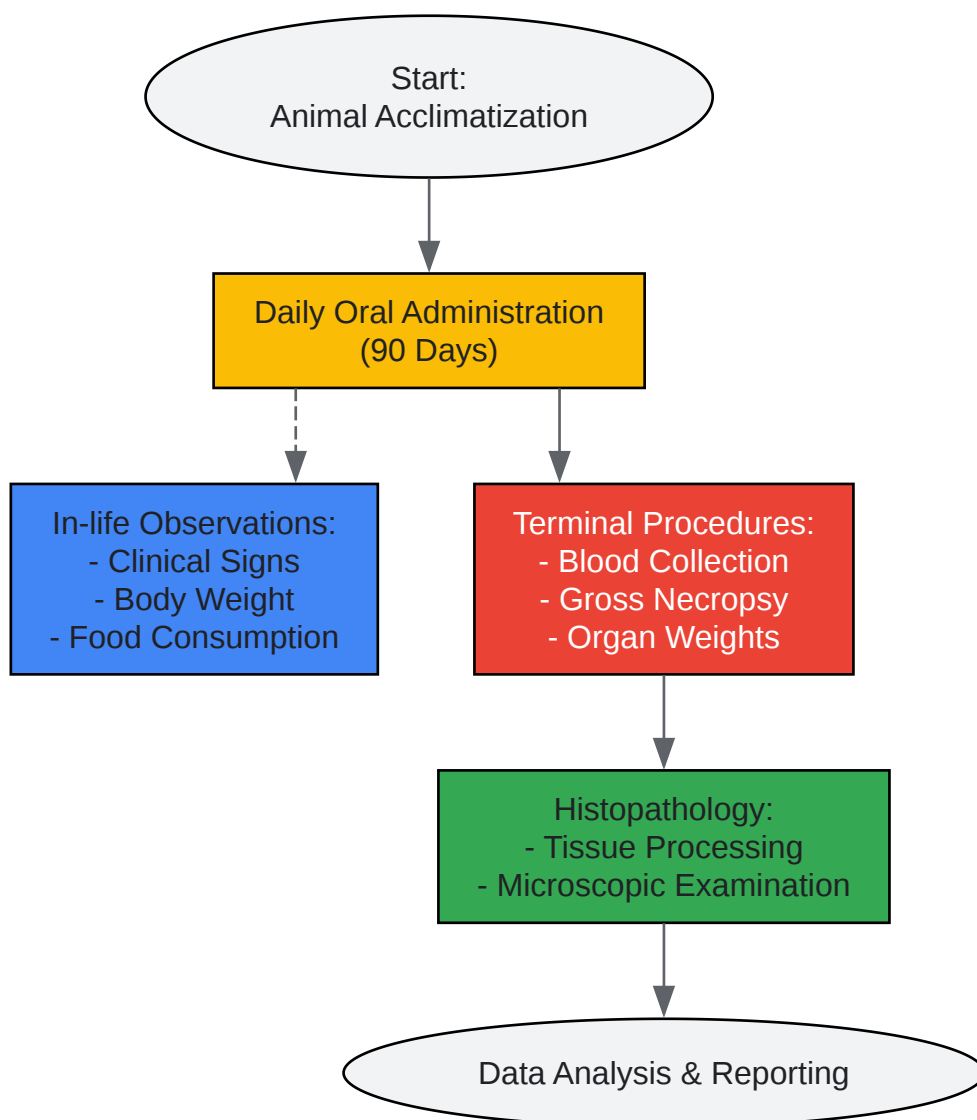 Start:
Animal Acclimatization
Daily Oral Administration
(90 Days)
In-life Observations:
- Clinical Signs
- Body Weight
- Food Consumption
Terminal Procedures:
- Blood Collection
- Gross Necropsy
- Organ Weights
Histopathology:
- Tissue Processing
- Microscopic Examination
Data Analysis & Reporting